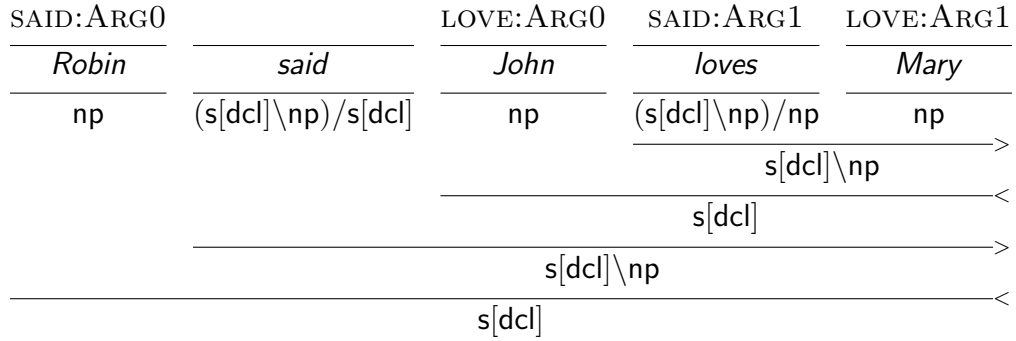 SAID:ARG0 LOVE:ARG0 SAID:ARG1 LOVE:ARG1
Robin said John loves Mary
np (s[dcl]\np)/s[dcl] np (s[dcl]\np)/np np
>
s[dcl]\np
<
s[dcl]
>
s[dcl]\np
<
s[dcl]